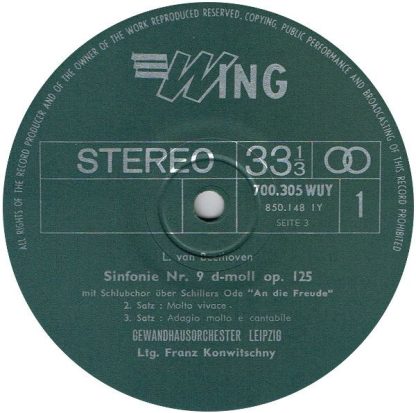 ALL RIGHTS OF THE RECORD PRODUCER AND OF THE OWNER OF THE WORK REPRODUCED RESERVED, COPYING, PUBLIC PERFORMANCE AND BROADCASTING OF THIS RECORD PROHIBITED
WING
STEREO 33 1/3
700.305 WUY
850.148 1Y
SEITE 3
1
L. van Beethoven
Sinfonie Nr. 9 d-moll op. 125
mit Schlußchor über Schillers Ode "An die Freude"
2. Satz : Molto vivace -
3. Satz : Adagio molto e cantabile
GEWANDHAUSORCHESTER LEIPZIG
Ltg. Franz Konwitschny